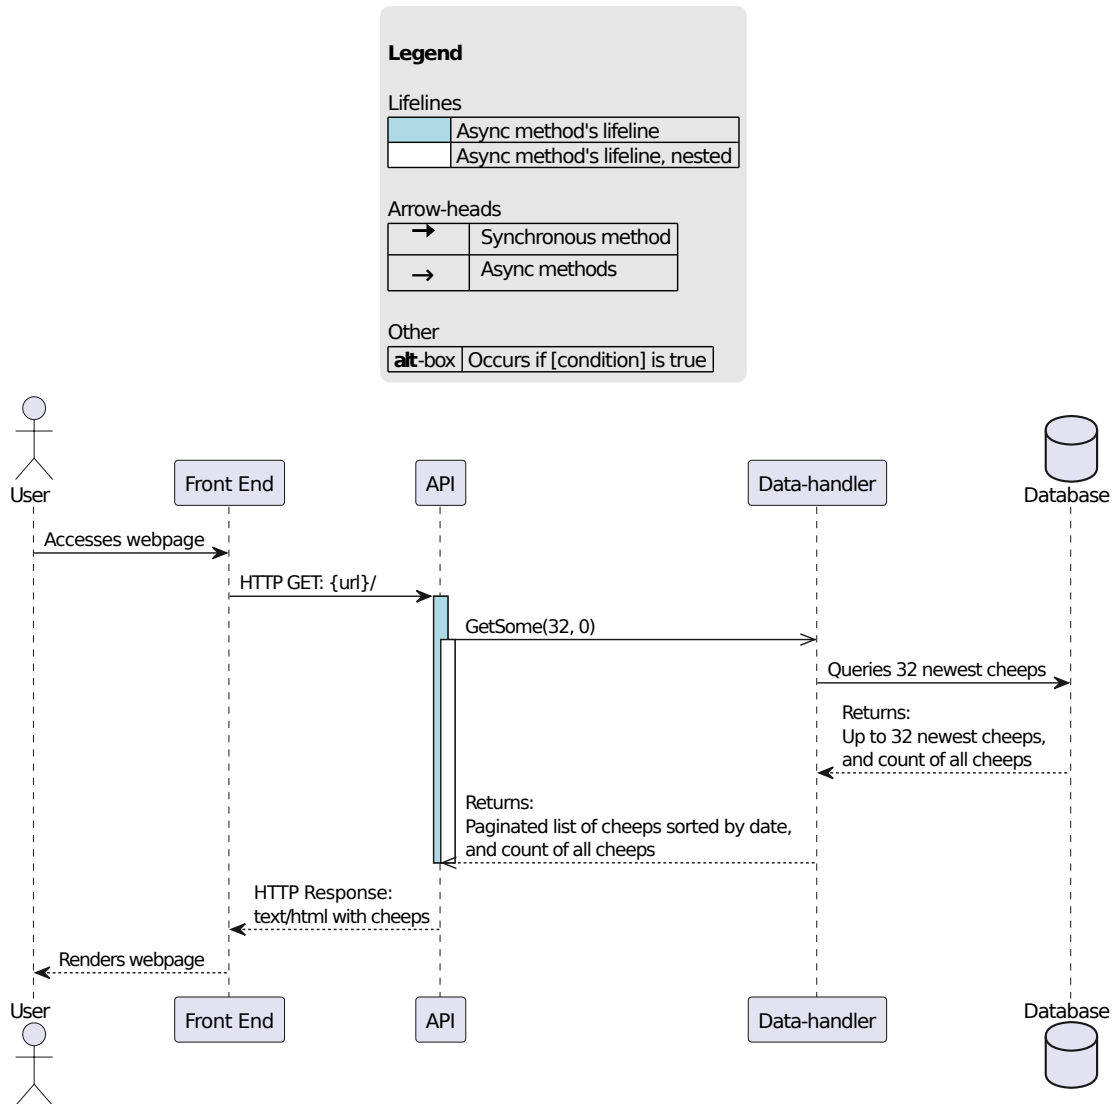 Legend
Lifelines
Async method's lifeline
Async method's lifeline, nested
Arrow-heads
→ Synchronous method
→ Async methods
Other
alt-box Occurs if [condition] is true
User
Front End
API
Data-handler
Database
Accesses webpage
HTTP GET: {url}/
GetSome(32, 0)
Queries 32 newest cheeps
Returns:
Up to 32 newest cheeps,
and count of all cheeps
Returns:
Paginated list of cheeps sorted by date,
and count of all cheeps
HTTP Response:
text/html with cheeps
Renders webpage
User
Front End
API
Data-handler
Database